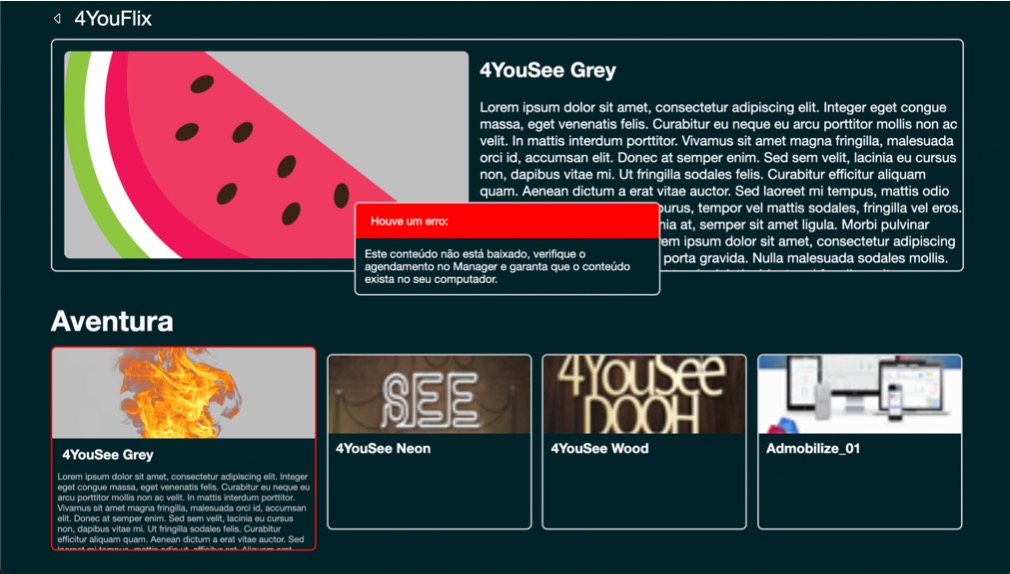 4YouFlix
4YouSee Grey
Lorem ipsum dolor sit amet, consectetur adipiscing elit. Integer eget congue
massa, eget venenatis felis. Curabitur eu neque eu arcu porttitor mollis non ac
velit. In mattis interdum porttitor. Vivamus sit amet magna fringilla, malesuada
orci id, accumsan elit. Donec at semper enim. Sed sem velit, lacinia eu cursus
non, dapibus vitae mi. Ut fringilla sodales felis. Curabitur efficitur aliquam
quam. Aenean dictum a erat vitae auctor. Sed laoreet mi tempus, mattis odio
purus, tempor vel mattis sodales, fringilla vel eros.
at, semper sit amet ligula. Morbi pulvinar
ipsum dolor sit amet, consectetur adipiscing
porta gravida. Nulla malesuada sodales mollis.
Houve um erro:
Este conteúdo não está baixado, verifique o
agendamento no Manager e garanta que o conteúdo
exista no seu computador.
Aventura
4YouSee Grey
Lorem ipsum dolor sit amet, consectetur adipiscing elit. Integer
eget congue massa, eget venenatis felis. Curabitur eu neque eu
arcu porttitor mollis non ac velit. In mattis interdum porttitor.
Vivamus sit amet magna fringilla, malesuada orci id, accumsan
elit. Donec at semper enim. Sed sem velit, lacinia eu cursus
non, dapibus vitae mi. Ut fringilla sodales felis. Curabitur
efficitur aliquam quam. Aenean dictum a erat vitae auctor. Sed
SEE
4YouSee Neon
4YouSee
DOOH
4YouSee Wood
Admobilize_01